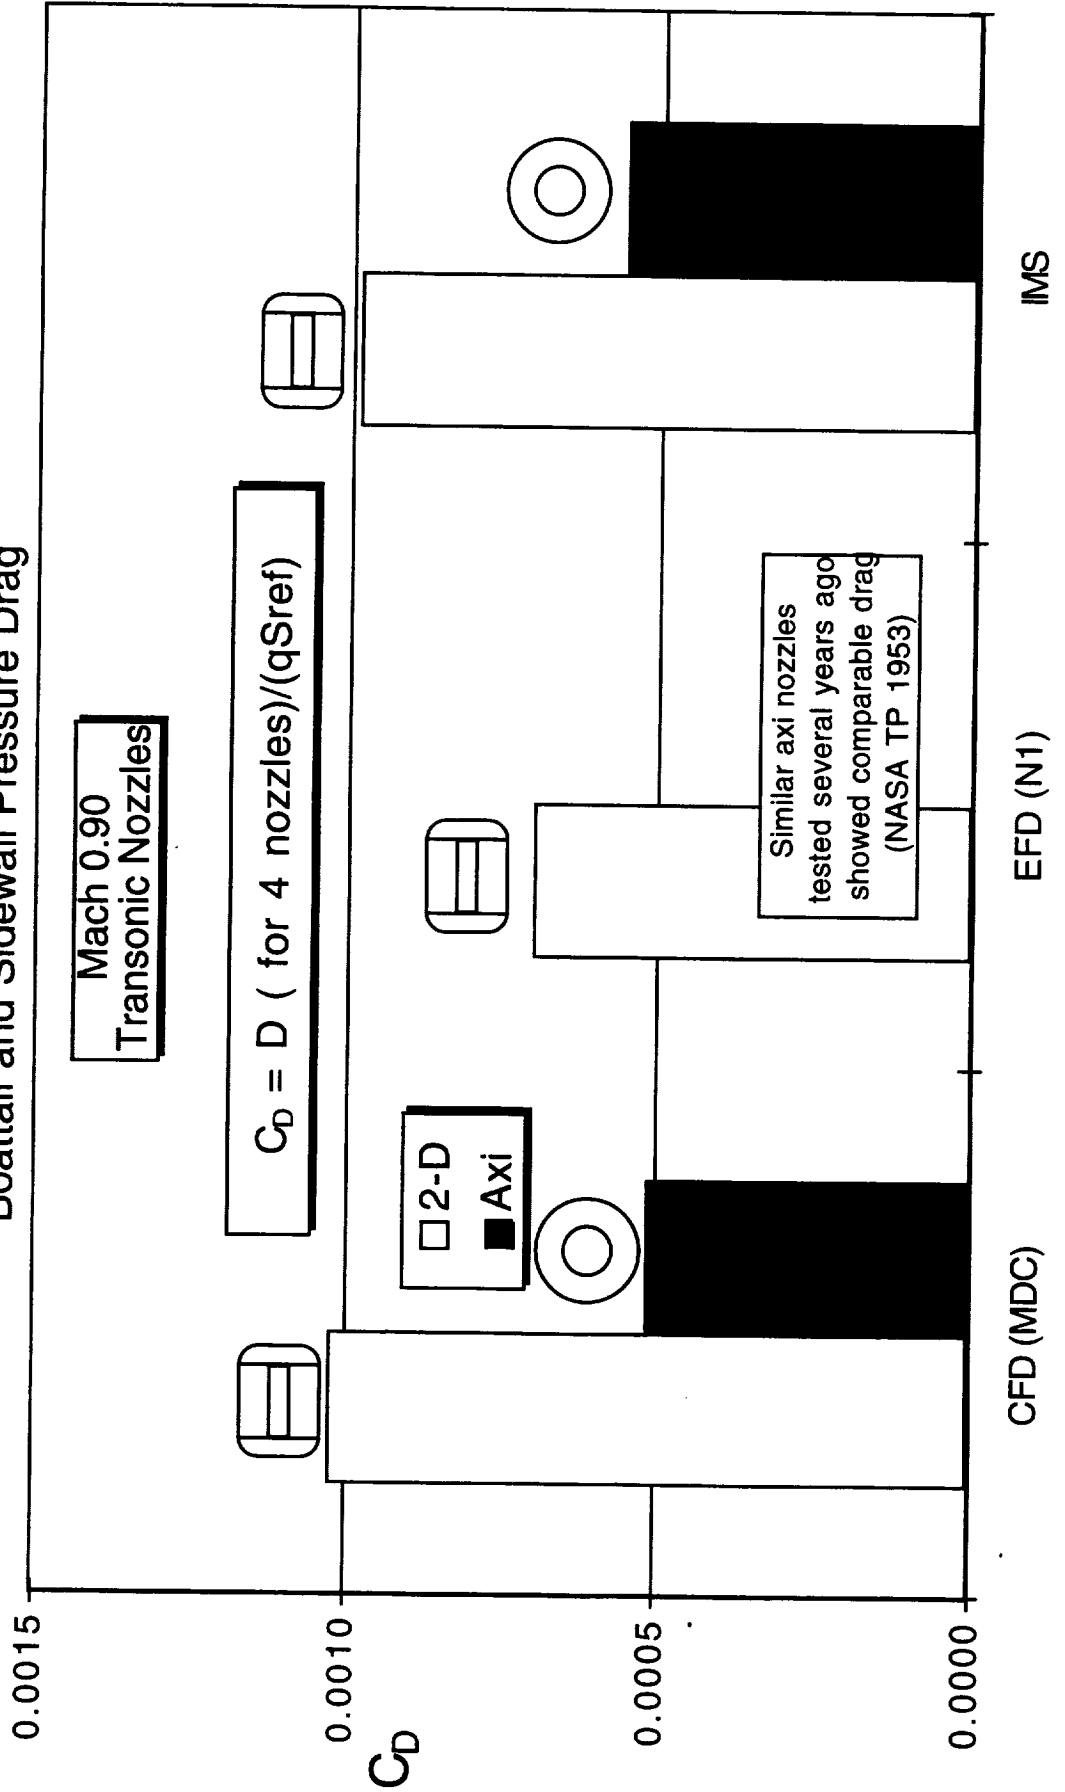 Boattail and Sidewall Pressure Drag
0.0015
Mach 0.90
Transonic Nozzles
C_D = D ( for 4 nozzles)/(qSref)
0.0010
C_D
2-D
Axi
0.0005
Similar axi nozzles
tested several years ago
showed comparable drag
(NASA TP 1953)
0.0000
CFD (MDC)
EFD (N1)
IMS